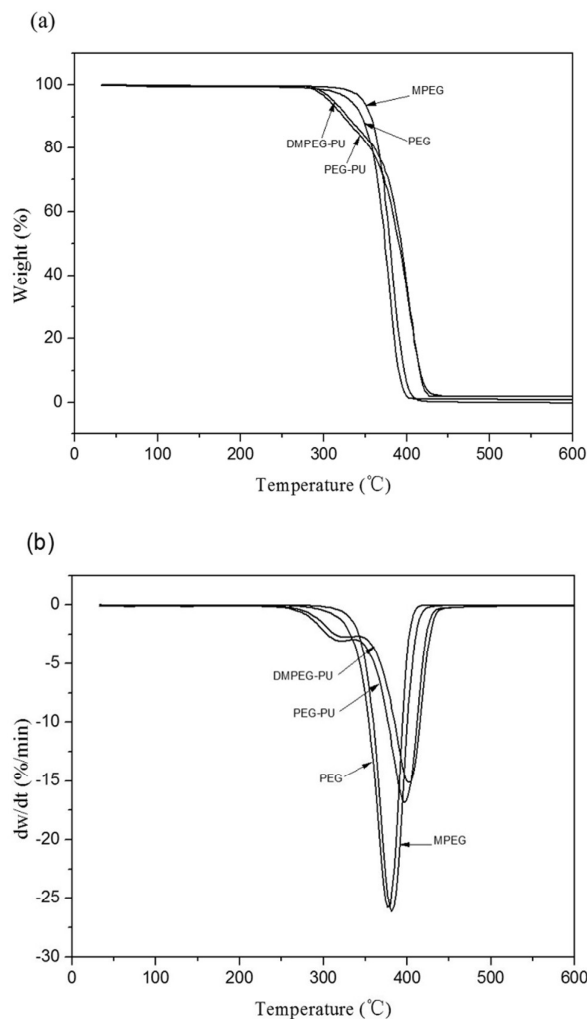 (a)
100
80
60
40
20
0
Weight (%)
MPEG
PEG
DMPEG-PU
PEG-PU
0 100 200 300 400 500 600
Temperature (℃)
(b)
0
-5
-10
-15
-20
-25
-30
dw/dt (%/min)
DMPEG-PU
PEG-PU
PEG
MPEG
0 100 200 300 400 500 600
Temperature (℃)